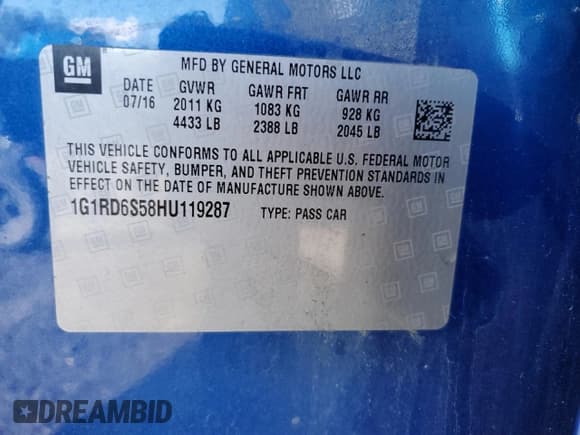 GM
MFD BY GENERAL MOTORS LLC
DATE GVWR GAWR FRT GAWR RR
07/16 2011 KG 1083 KG 928 KG
4433 LB 2388 LB 2045 LB
THIS VEHICLE CONFORMS TO ALL APPLICABLE U.S. FEDERAL MOTOR
VEHICLE SAFETY, BUMPER, AND THEFT PREVENTION STANDARDS IN
EFFECT ON THE DATE OF MANUFACTURE SHOWN ABOVE.
1G1RD6S58HU119287 TYPE: PASS CAR
DREAMBID